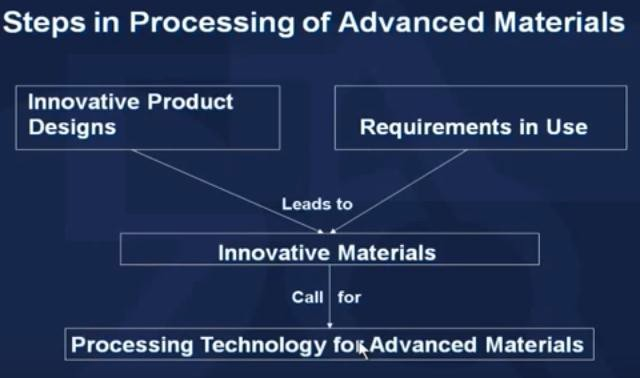 Steps in Processing of Advanced Materials
Innovative Product
Designs
Requirements in Use
Leads to
Innovative Materials
Call for
Processing Technology for Advanced Materials